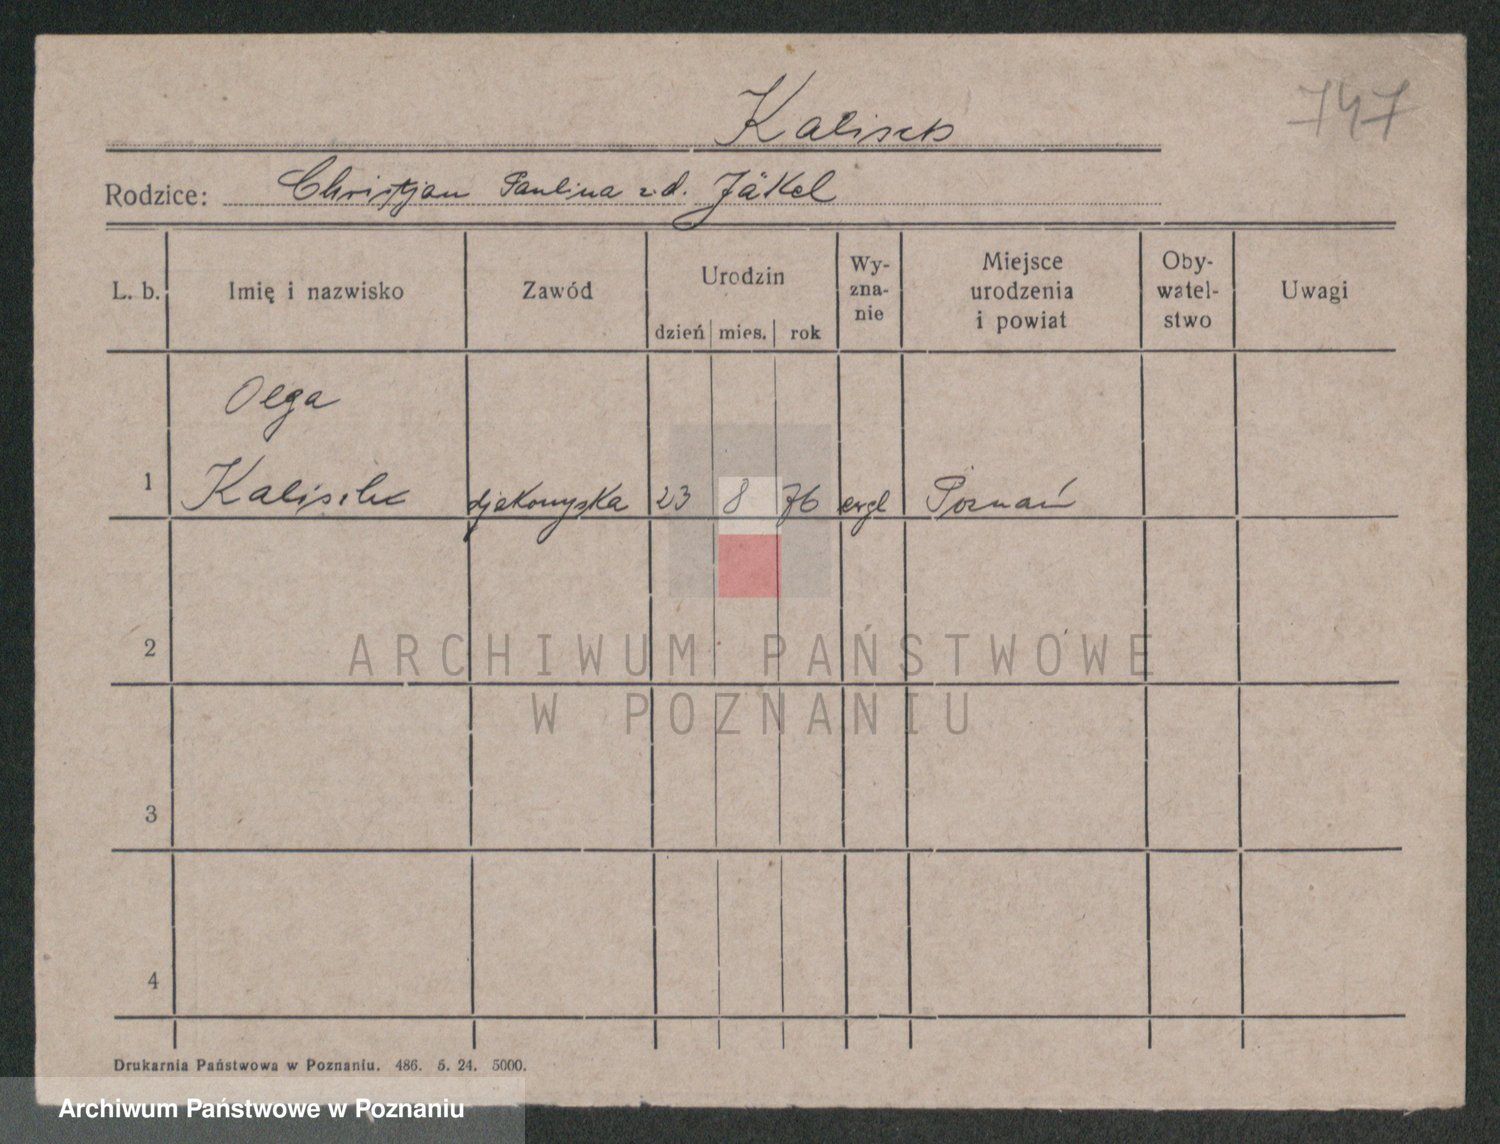 747
Kalisch
Rodzice: Christjan Paulina z.d. Jäkel
L. b. Imię i nazwisko Zawód Urodzin dzień mies. rok Wy-zna-nie Miejsce urodzenia i powiat Oby-watel-stwo Uwagi
Olga
1 Kalisch djakonyska 23 8 76 ewgl Poznań
2
ARCHIWUM PAŃSTWOWE
W POZNANIU
3
4
Drukarnia Państwowa w Poznaniu. 486. 5. 24. 5000.
Archiwum Państwowe w Poznaniu